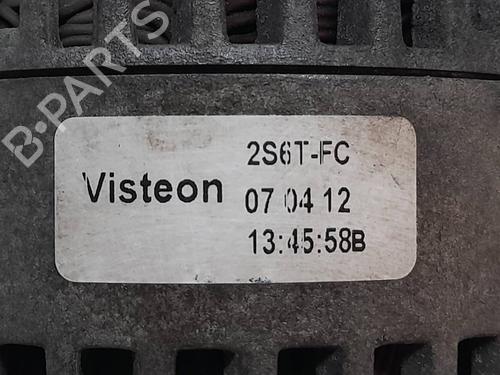 B-PARTS
Visteon
2S6T-FC
07 04 12
13:45:58B